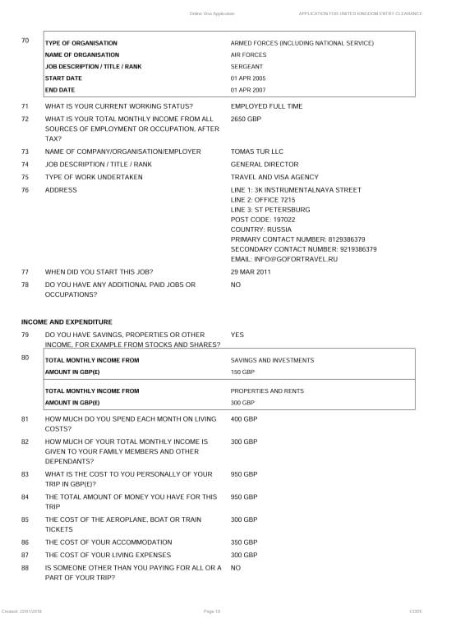 Online Visa Application APPLICATION FOR UNITED KINGDOM ENTRY CLEARANCE
70 TYPE OF ORGANISATION ARMED FORCES (INCLUDING NATIONAL SERVICE)
NAME OF ORGANISATION AIR FORCES
JOB DESCRIPTION / TITLE / RANK SERGEANT
START DATE 01 APR 2005
END DATE 01 APR 2007
71 WHAT IS YOUR CURRENT WORKING STATUS? EMPLOYED FULL TIME
72 WHAT IS YOUR TOTAL MONTHLY INCOME FROM ALL 2650 GBP
SOURCES OF EMPLOYMENT OR OCCUPATION, AFTER
TAX?
73 NAME OF COMPANY/ORGANISATION/EMPLOYER TOMAS TUR LLC
74 JOB DESCRIPTION / TITLE / RANK GENERAL DIRECTOR
75 TYPE OF WORK UNDERTAKEN TRAVEL AND VISA AGENCY
76 ADDRESS LINE 1: 3K INSTRUMENTALNAYA STREET
LINE 2: OFFICE 7215
LINE 3: ST PETERSBURG
POST CODE: 197022
COUNTRY: RUSSIA
PRIMARY CONTACT NUMBER: 8129386379
SECONDARY CONTACT NUMBER: 9219386379
EMAIL: INFO@GOFORTRAVEL.RU
77 WHEN DID YOU START THIS JOB? 29 MAR 2011
78 DO YOU HAVE ANY ADDITIONAL PAID JOBS OR NO
OCCUPATIONS?
INCOME AND EXPENDITURE
79 DO YOU HAVE SAVINGS, PROPERTIES OR OTHER YES
INCOME, FOR EXAMPLE FROM STOCKS AND SHARES?
80 TOTAL MONTHLY INCOME FROM SAVINGS AND INVESTMENTS
AMOUNT IN GBP(£) 150 GBP
TOTAL MONTHLY INCOME FROM PROPERTIES AND RENTS
AMOUNT IN GBP(£) 300 GBP
81 HOW MUCH DO YOU SPEND EACH MONTH ON LIVING 400 GBP
COSTS?
82 HOW MUCH OF YOUR TOTAL MONTHLY INCOME IS 300 GBP
GIVEN TO YOUR FAMILY MEMBERS AND OTHER
DEPENDANTS?
83 WHAT IS THE COST TO YOU PERSONALLY OF YOUR 950 GBP
TRIP IN GBP(£)?
84 THE TOTAL AMOUNT OF MONEY YOU HAVE FOR THIS 950 GBP
TRIP
85 THE COST OF THE AEROPLANE, BOAT OR TRAIN 300 GBP
TICKETS
86 THE COST OF YOUR ACCOMMODATION 350 GBP
87 THE COST OF YOUR LIVING EXPENSES 300 GBP
88 IS SOMEONE OTHER THAN YOU PAYING FOR ALL OR A NO
PART OF YOUR TRIP?